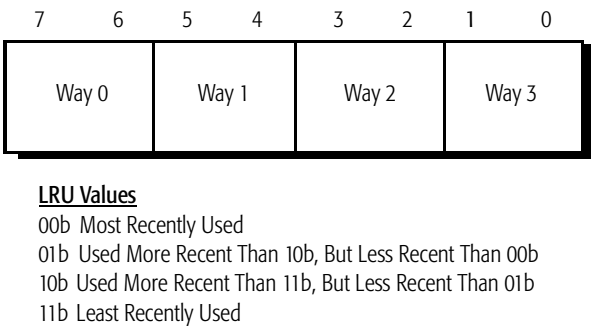 7 6 5 4 3 2 1 0
Way 0 Way 1 Way 2 Way 3
LRU Values
00b Most Recently Used
01b Used More Recent Than 10b, But Less Recent Than 00b
10b Used More Recent Than 11b, But Less Recent Than 01b
11b Least Recently Used